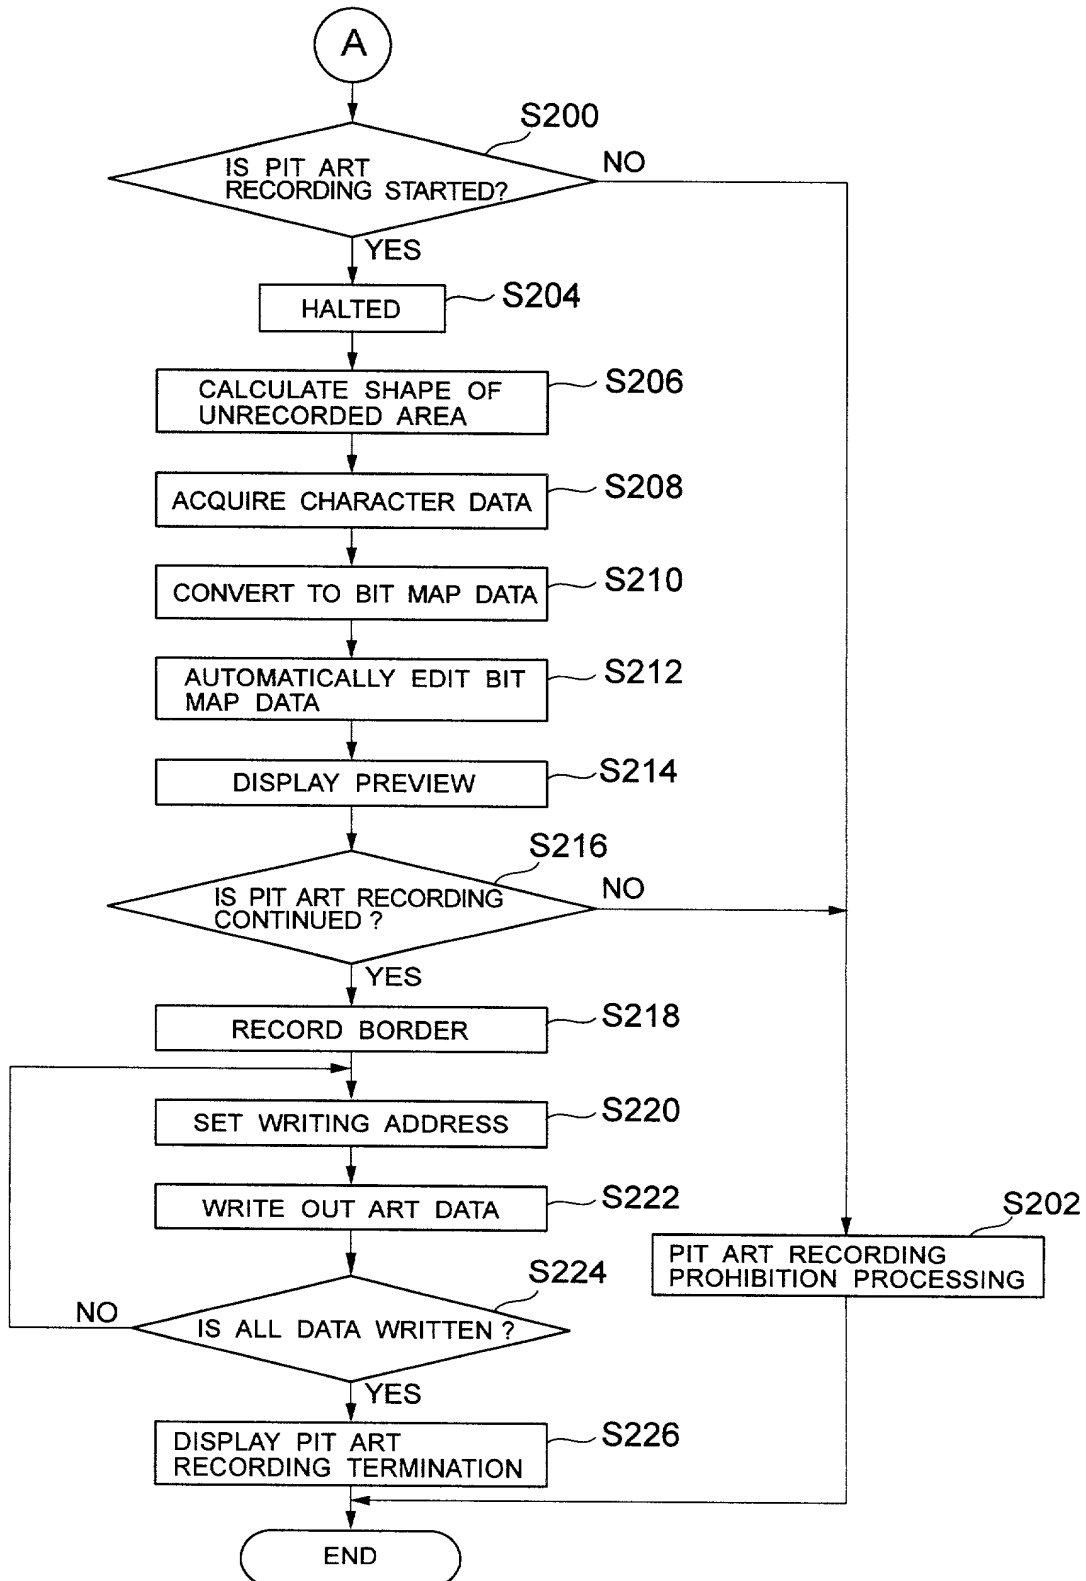 A
S200
IS PIT ART
RECORDING STARTED?
NO
YES
HALTED
S204
CALCULATE SHAPE OF
UNRECORDED AREA
S206
ACQUIRE CHARACTER DATA
S208
CONVERT TO BIT MAP DATA
S210
AUTOMATICALLY EDIT BIT
MAP DATA
S212
DISPLAY PREVIEW
S214
S216
IS PIT ART RECORDING
CONTINUED ?
NO
YES
RECORD BORDER
S218
SET WRITING ADDRESS
S220
WRITE OUT ART DATA
S222
S202
PIT ART RECORDING
PROHIBITION PROCESSING
S224
IS ALL DATA WRITTEN ?
NO
YES
DISPLAY PIT ART
RECORDING TERMINATION
S226
END